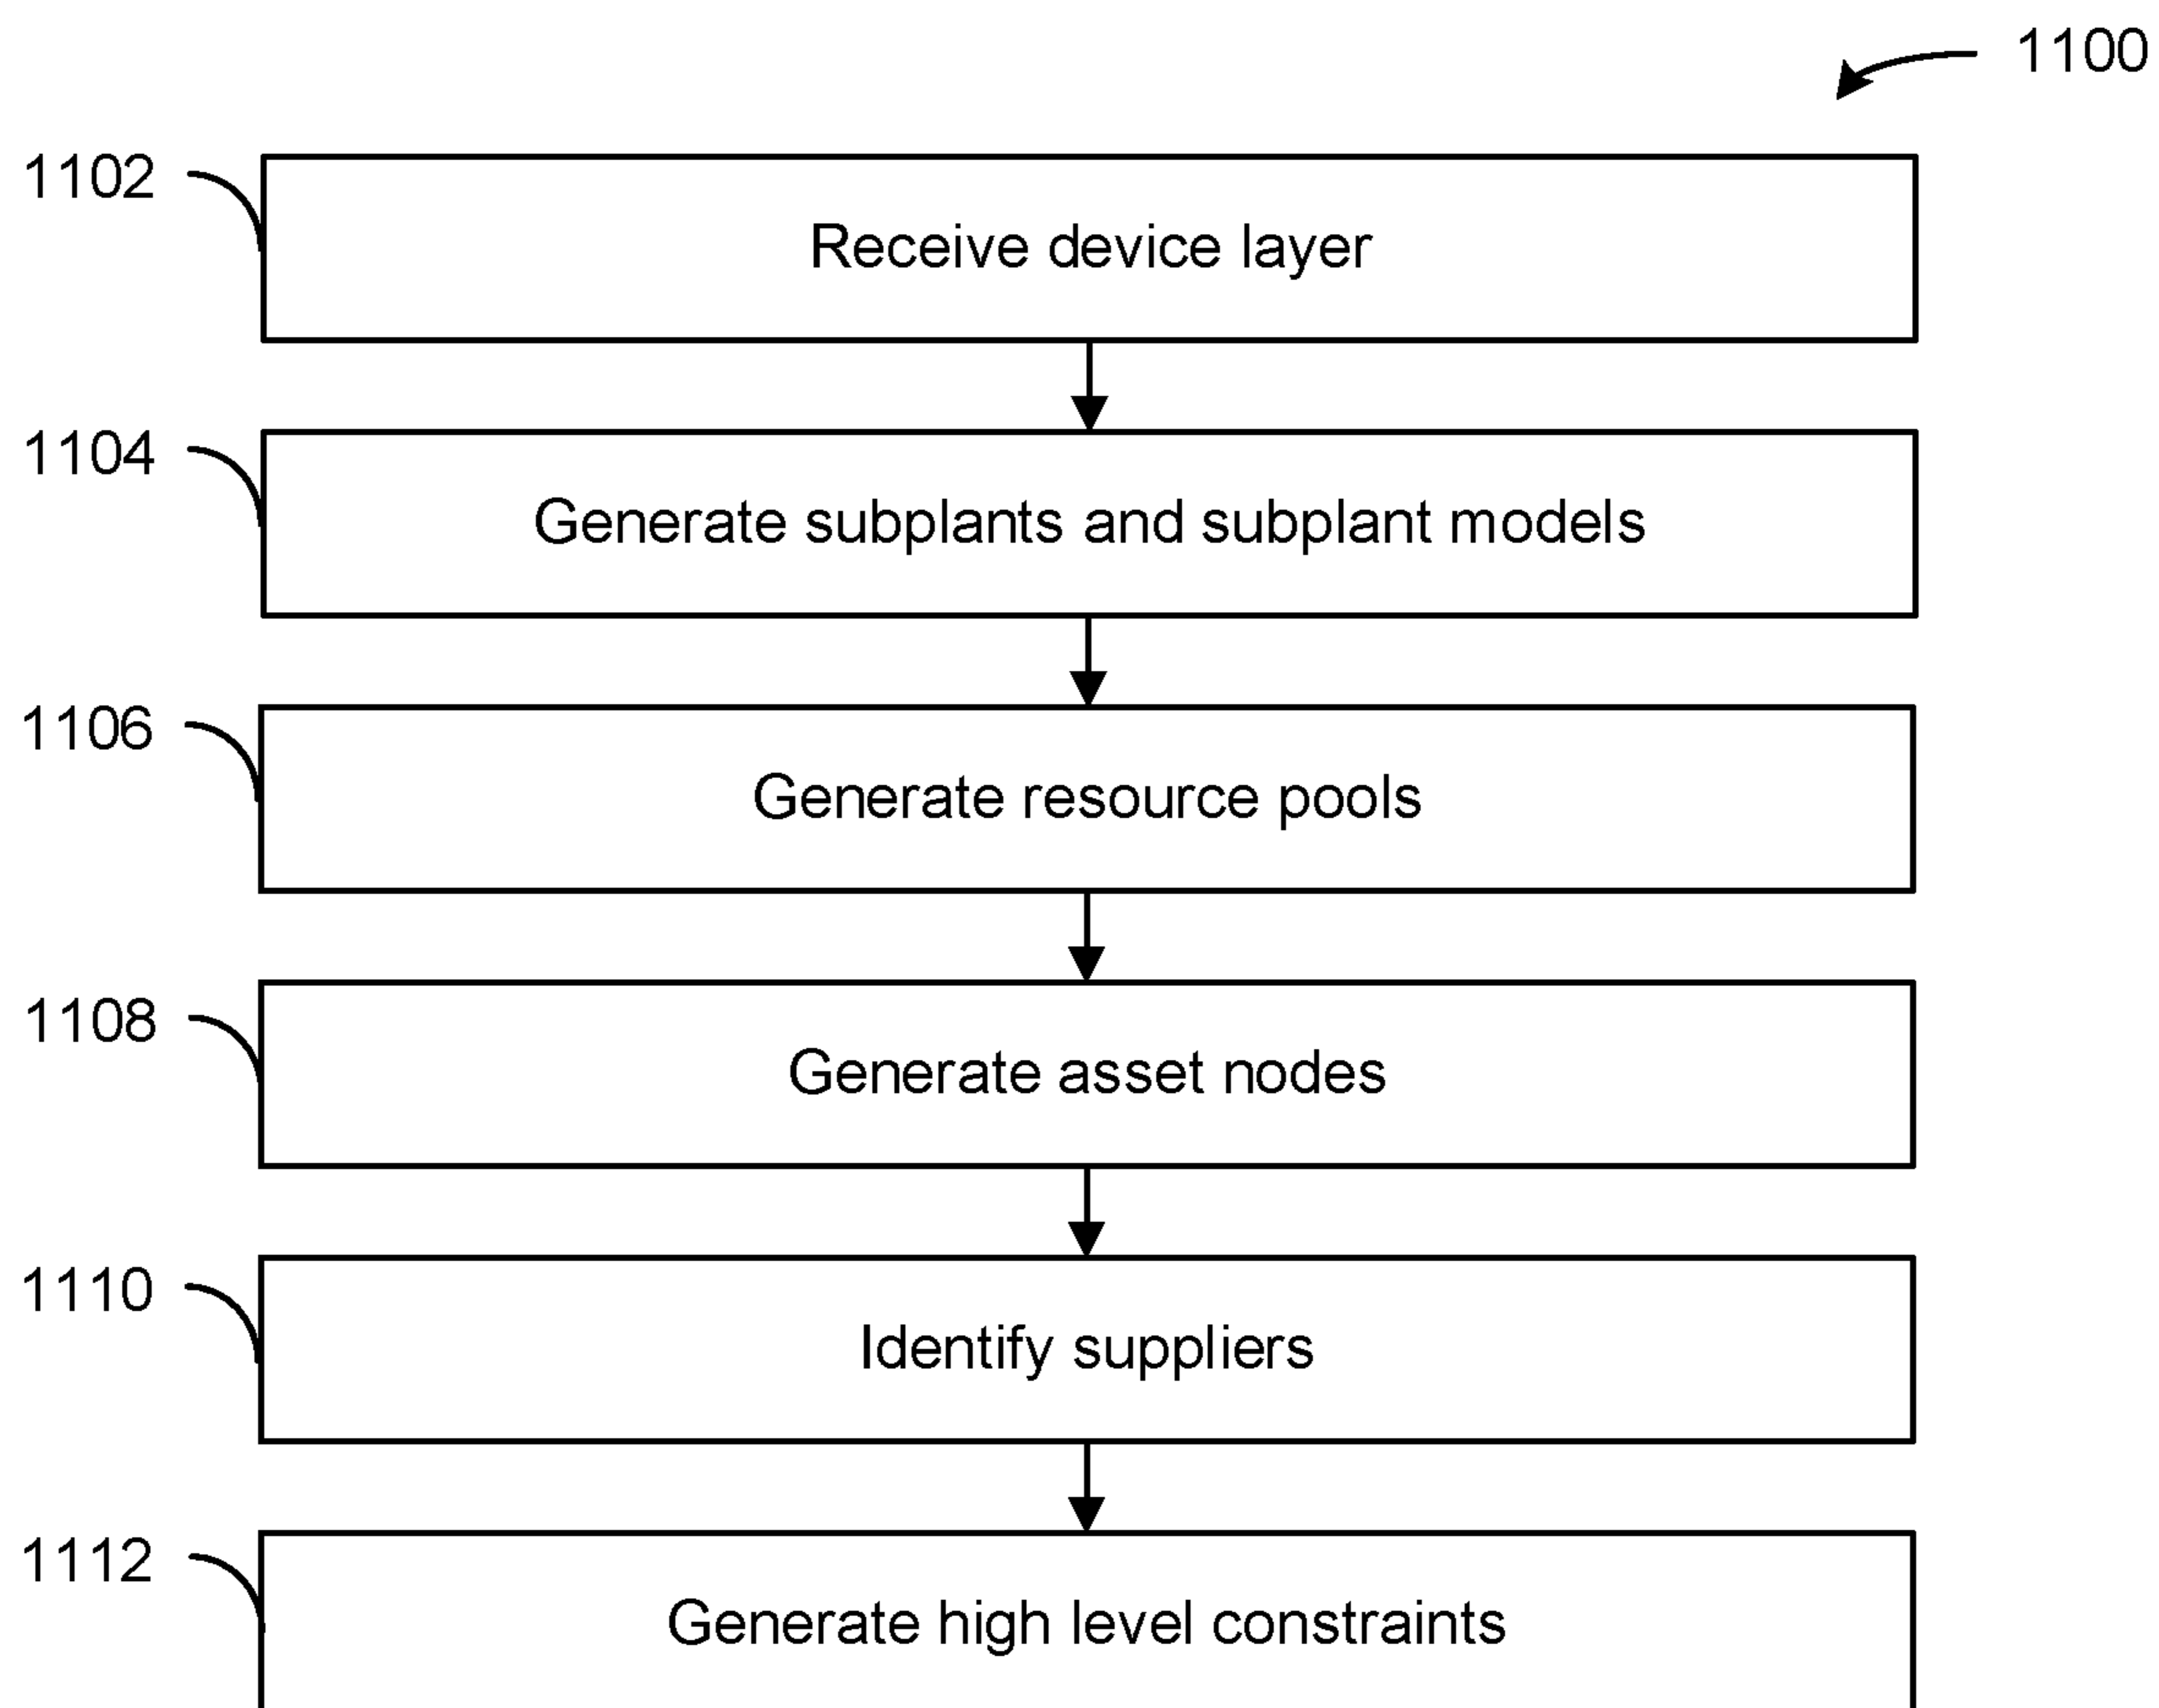 1100
1102
Receive device layer
1104
Generate subplants and subplant models
1106
Generate resource pools
1108
Generate asset nodes
1110
Identify suppliers
1112
Generate high level constraints